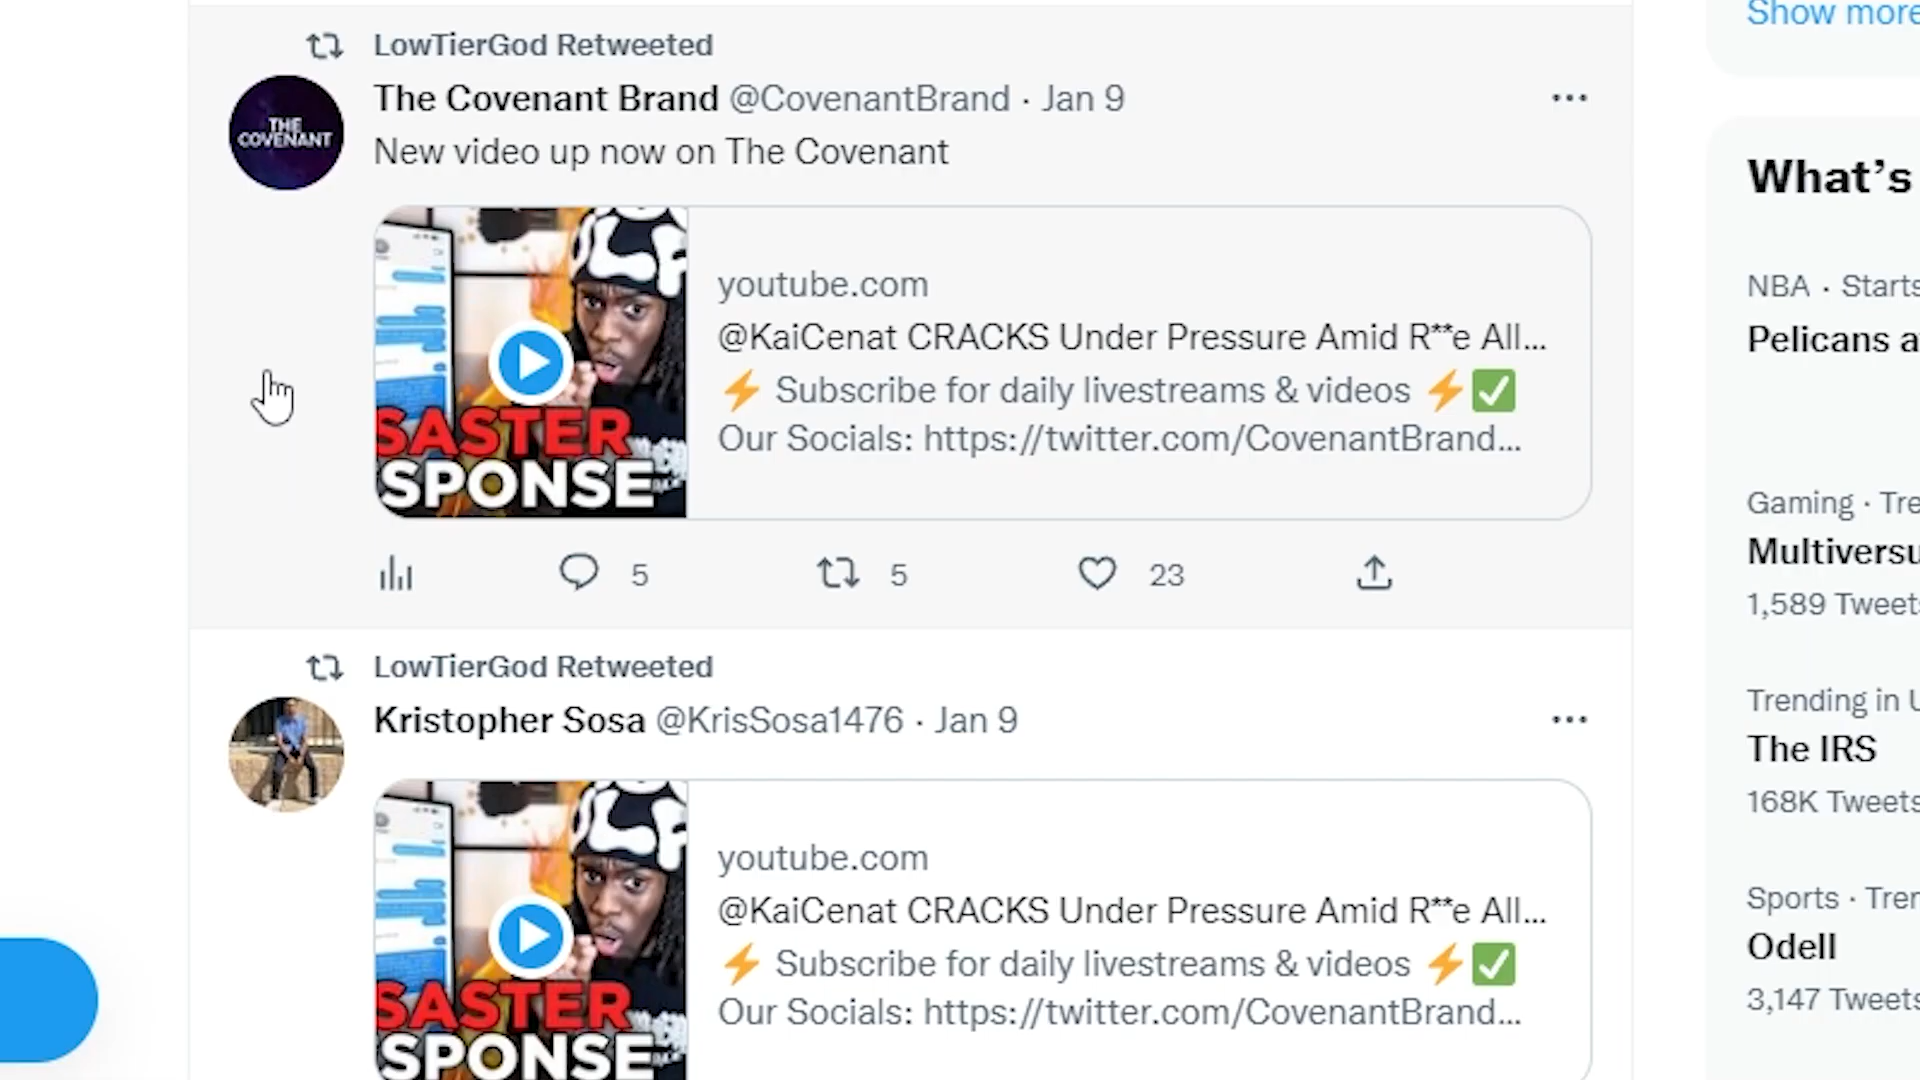 Show more
LowTierGod Retweeted
The Covenant Brand @CovenantBrand · Jan 9
THE
COVENANT
New video up now on The Covenant
SASTER
SPONSE
youtube.com
@KaiCenat CRACKS Under Pressure Amid R**e All...
⚡ Subscribe for daily livestreams & videos ⚡✅
Our Socials: https://twitter.com/CovenantBrand...
5
5
23
LowTierGod Retweeted
Kristopher Sosa @KrisSosa1476 · Jan 9
SASTER
SPONSE
youtube.com
@KaiCenat CRACKS Under Pressure Amid R**e All...
⚡ Subscribe for daily livestreams & videos ⚡✅
Our Socials: https://twitter.com/CovenantBrand...
What's
NBA · Starts
Pelicans a
Gaming · Tre
Multiversu
1,589 Tweets
Trending in U
The IRS
168K Tweets
Sports · Tren
Odell
3,147 Tweets